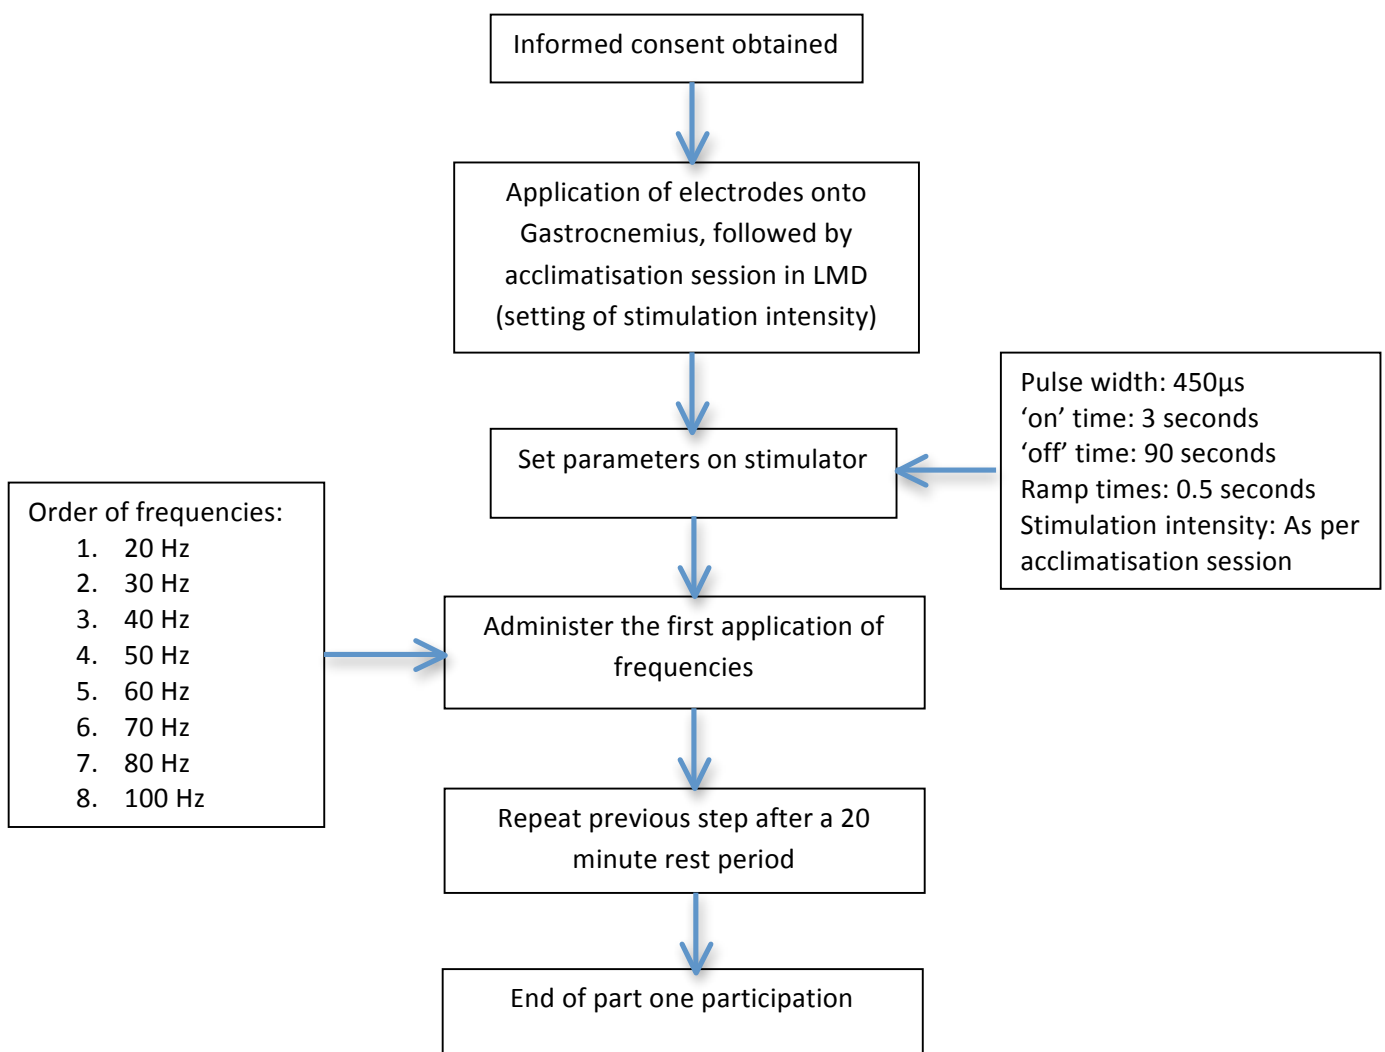 Informed consent obtained
Application of electrodes onto
Gastrocnemius, followed by
acclimatisation session in LMD
(setting of stimulation intensity)
Pulse width: 450µs
‘on’ time: 3 seconds
‘off’ time: 90 seconds
Ramp times: 0.5 seconds
Stimulation intensity: As per
acclimatisation session
Set parameters on stimulator
Order of frequencies:
1. 20 Hz
2. 30 Hz
3. 40 Hz
4. 50 Hz
5. 60 Hz
6. 70 Hz
7. 80 Hz
8. 100 Hz
Administer the first application of
frequencies
Repeat previous step after a 20
minute rest period
End of part one participation